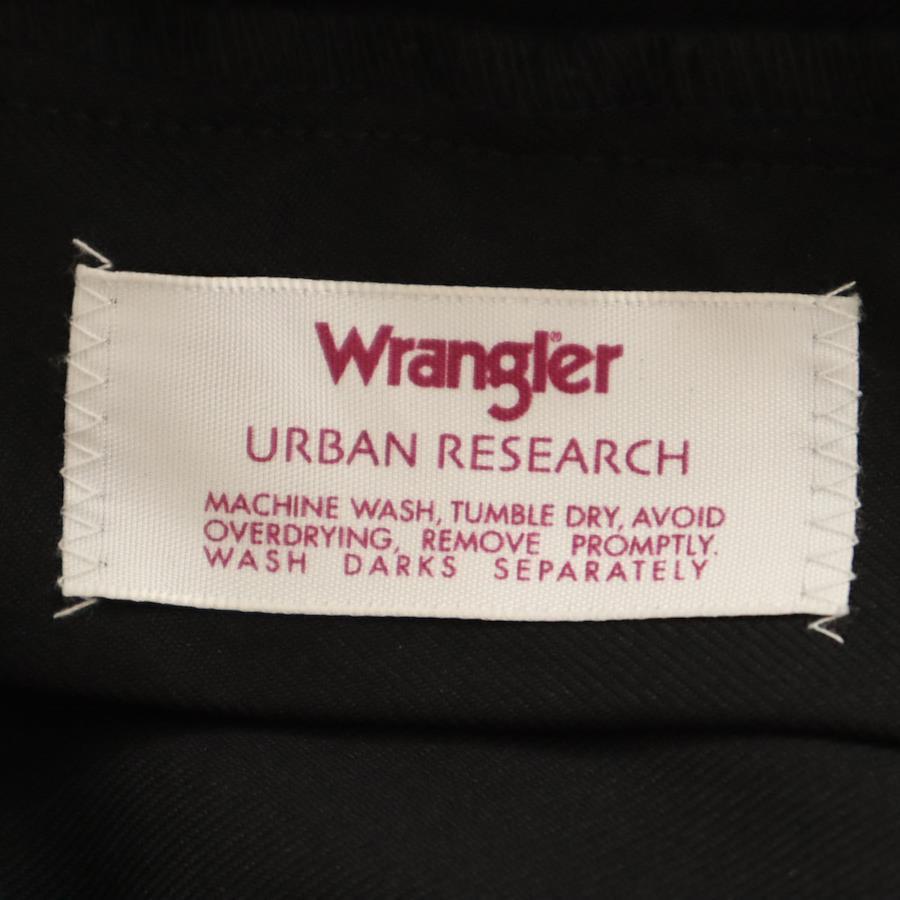 Wrangler®
URBAN RESEARCH
MACHINE WASH, TUMBLE DRY, AVOID
OVERDRYING, REMOVE PROMPTLY.
WASH DARKS SEPARATELY